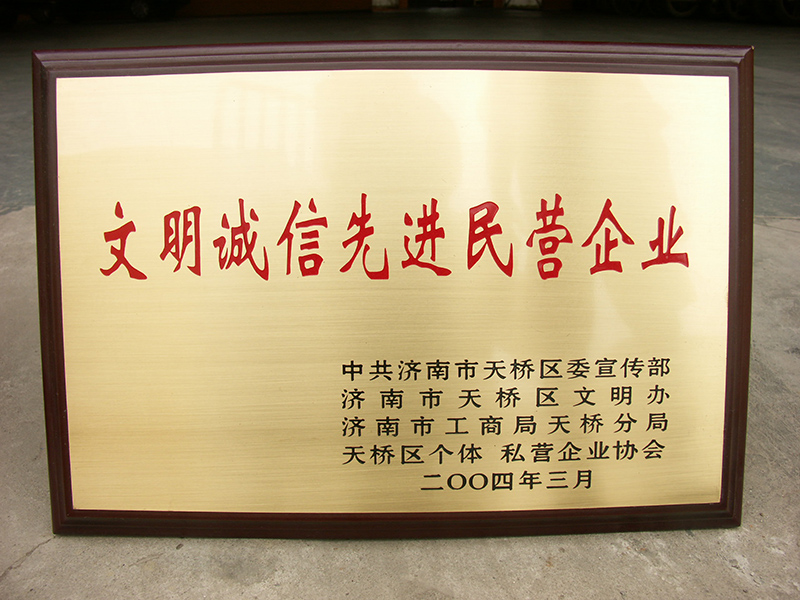 文明诚信先进民营企业
中共济南市天桥区委宣传部
济南市天桥区文明办
济南市工商局天桥分局
天桥区个体 私营企业协会
二〇〇四年三月